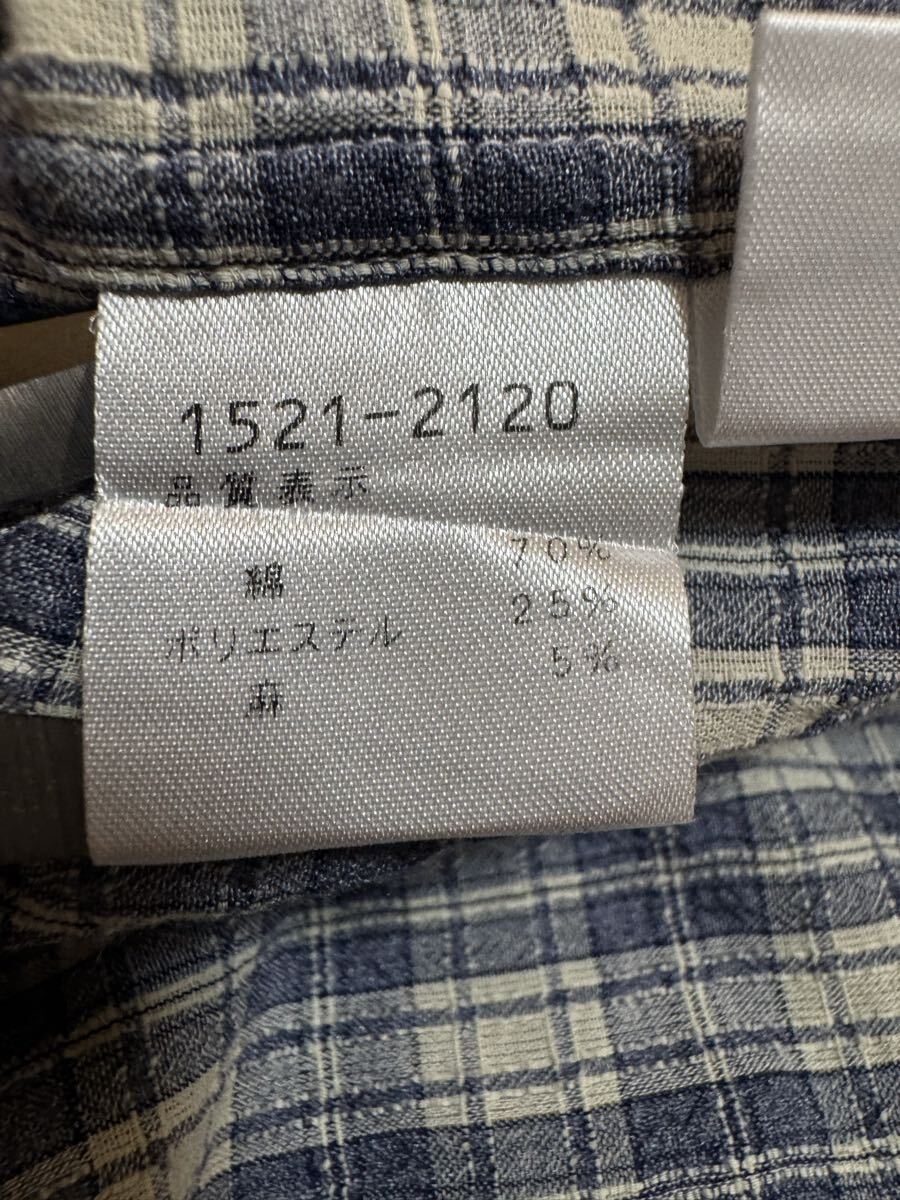 1521-2120
品質表示
綿 70%
ポリエステル 25%
麻 5%